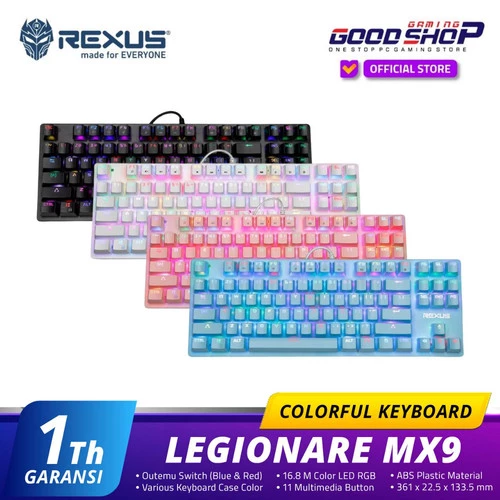 REXUS®
made for EVERYONE
GAMING
GOODSHOP
ONE STOP PC GAMING STORE
OFFICIAL STORE
REXUS
COLORFUL KEYBOARD
1Th
GARANSI
LEGIONARE MX9
• Outemu Switch (Blue & Red)
• Various Keyboard Case Color
• 16.8 M Color LED RGB
• 11 Multimedia Button
• ABS Plastic Material
• 361 x 22.5 x 133.5 mm